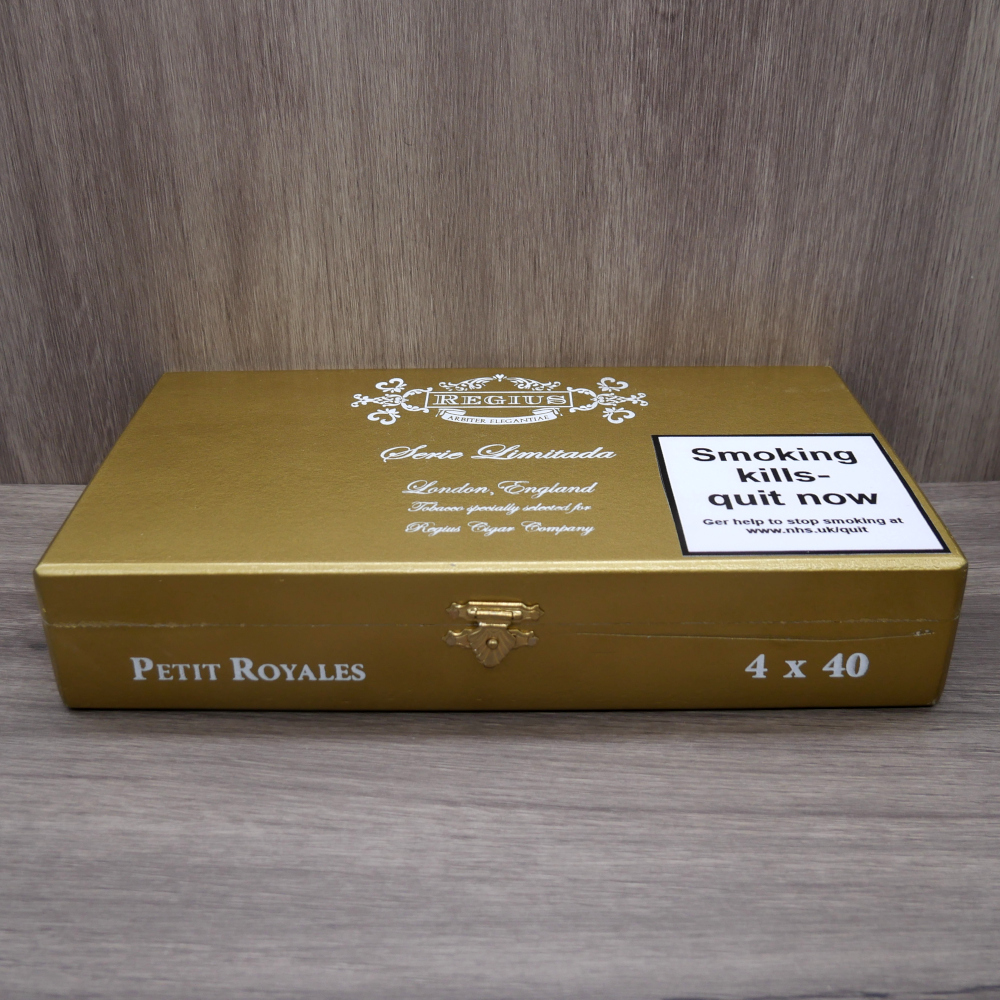 REGIUS
ARBITER ELEGANTIAE
Serie Limitada
London, England
Tobacco specially selected for
Regius Cigar Company
Smoking
kills-
quit now
Ger help to stop smoking at
www.nhs.uk/quit
PETIT ROYALES
4 x 40